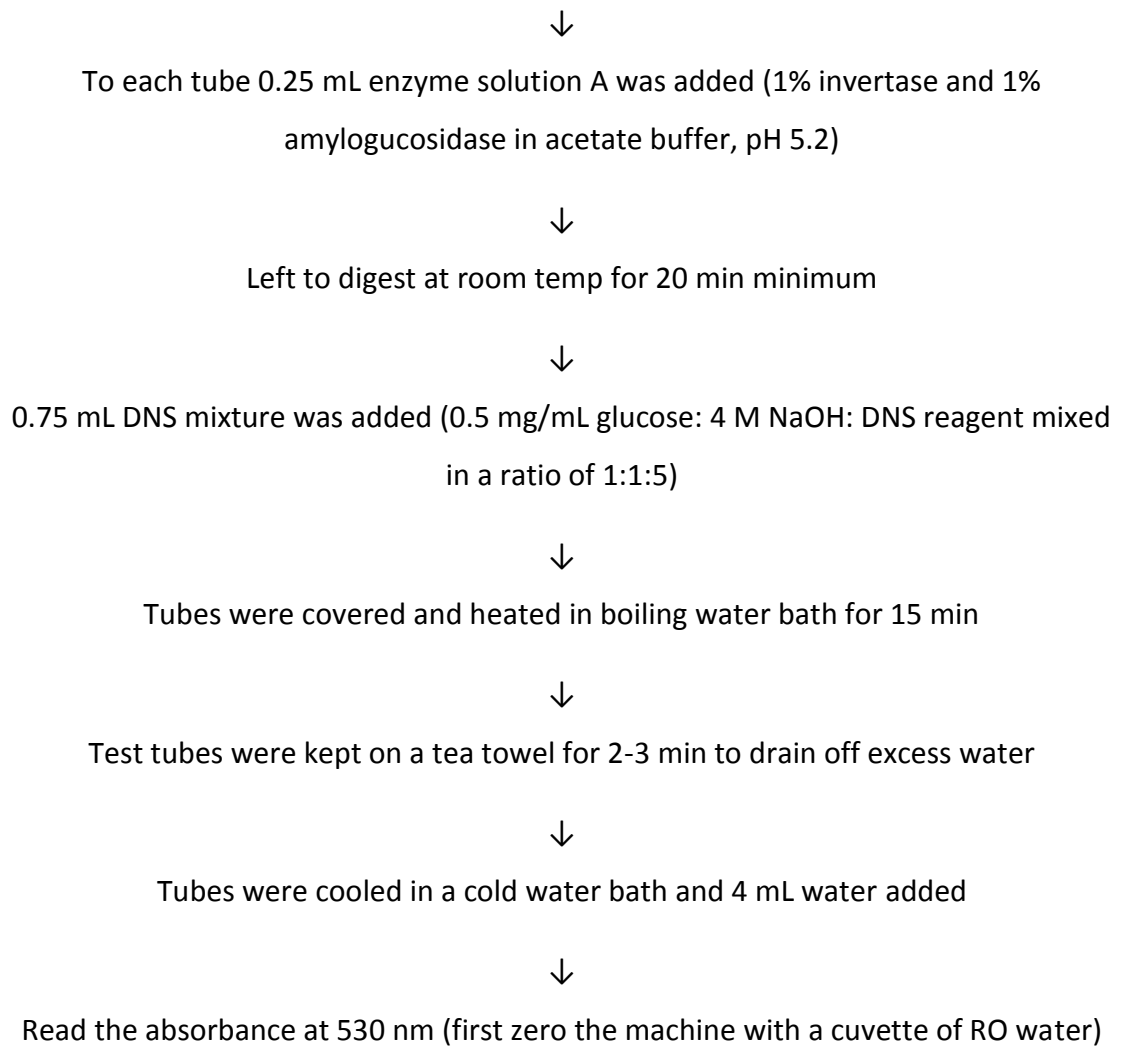 ↓
To each tube 0.25 mL enzyme solution A was added (1% invertase and 1%
amylogucosidase in acetate buffer, pH 5.2)
↓
Left to digest at room temp for 20 min minimum
↓
0.75 mL DNS mixture was added (0.5 mg/mL glucose: 4 M NaOH: DNS reagent mixed
in a ratio of 1:1:5)
↓
Tubes were covered and heated in boiling water bath for 15 min
↓
Test tubes were kept on a tea towel for 2-3 min to drain off excess water
↓
Tubes were cooled in a cold water bath and 4 mL water added
↓
Read the absorbance at 530 nm (first zero the machine with a cuvette of RO water)